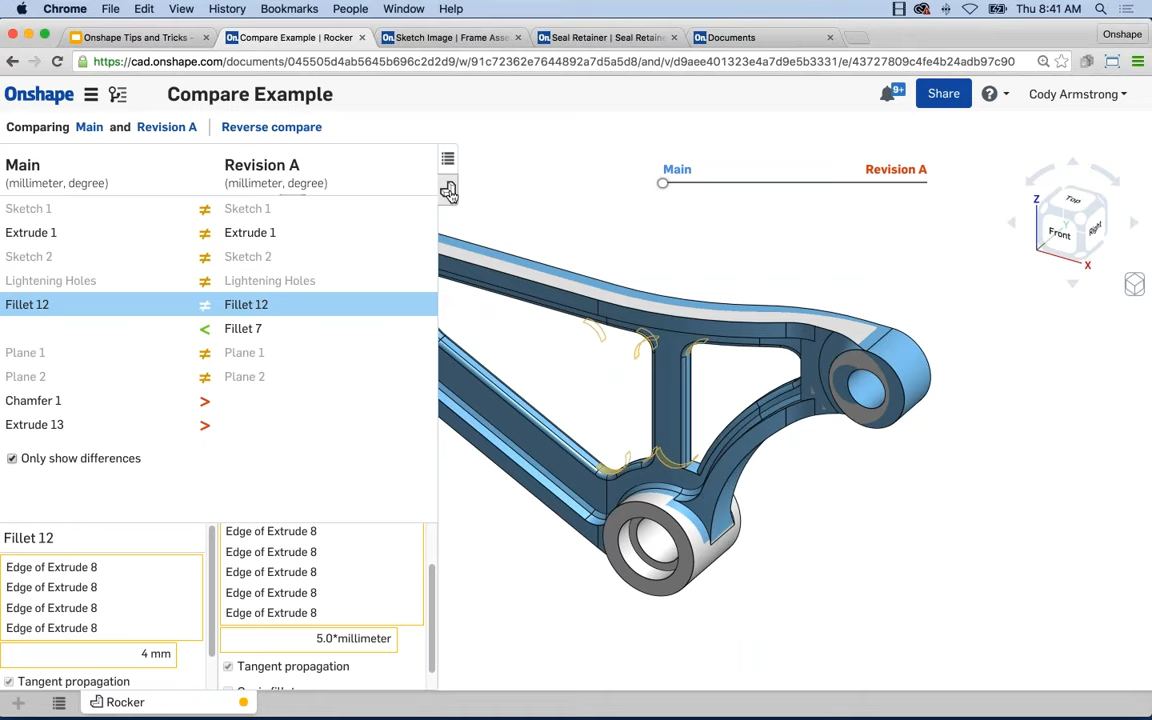 Chrome File Edit View History Bookmarks People Window Help Thu 8:41 AM
Onshape Tips and Tricks - Compare Example | Rocker Sketch Image | Frame Asse Seal Retainer | Seal Retaine Documents Onshape
https://cad.onshape.com/documents/045505d4ab5645b696c2d2d9/w/91c72362e7644892a7d5a5d8/and/v/d9aee401323e4a7d9e5b3331/e/43727809c4fe4b24adb97c90
Onshape Compare Example 9+ Share Cody Armstrong
Comparing Main and Revision A Reverse compare
Main Revision A
(millimeter, degree) (millimeter, degree)
Main Revision A
Sketch 1 ≠ Sketch 1
Extrude 1 ≠ Extrude 1
Sketch 2 ≠ Sketch 2
Lightening Holes ≠ Lightening Holes
Fillet 12 ≠ Fillet 12
< Fillet 7
Plane 1 ≠ Plane 1
Plane 2 ≠ Plane 2
Chamfer 1 >
Extrude 13 >
Only show differences
Z
Top
Front
Right
Y
X
Fillet 12
Edge of Extrude 8
Edge of Extrude 8
Edge of Extrude 8
Edge of Extrude 8
4 mm
Tangent propagation
Edge of Extrude 8
Edge of Extrude 8
Edge of Extrude 8
Edge of Extrude 8
Edge of Extrude 8
5.0*millimeter
Tangent propagation
Rocker